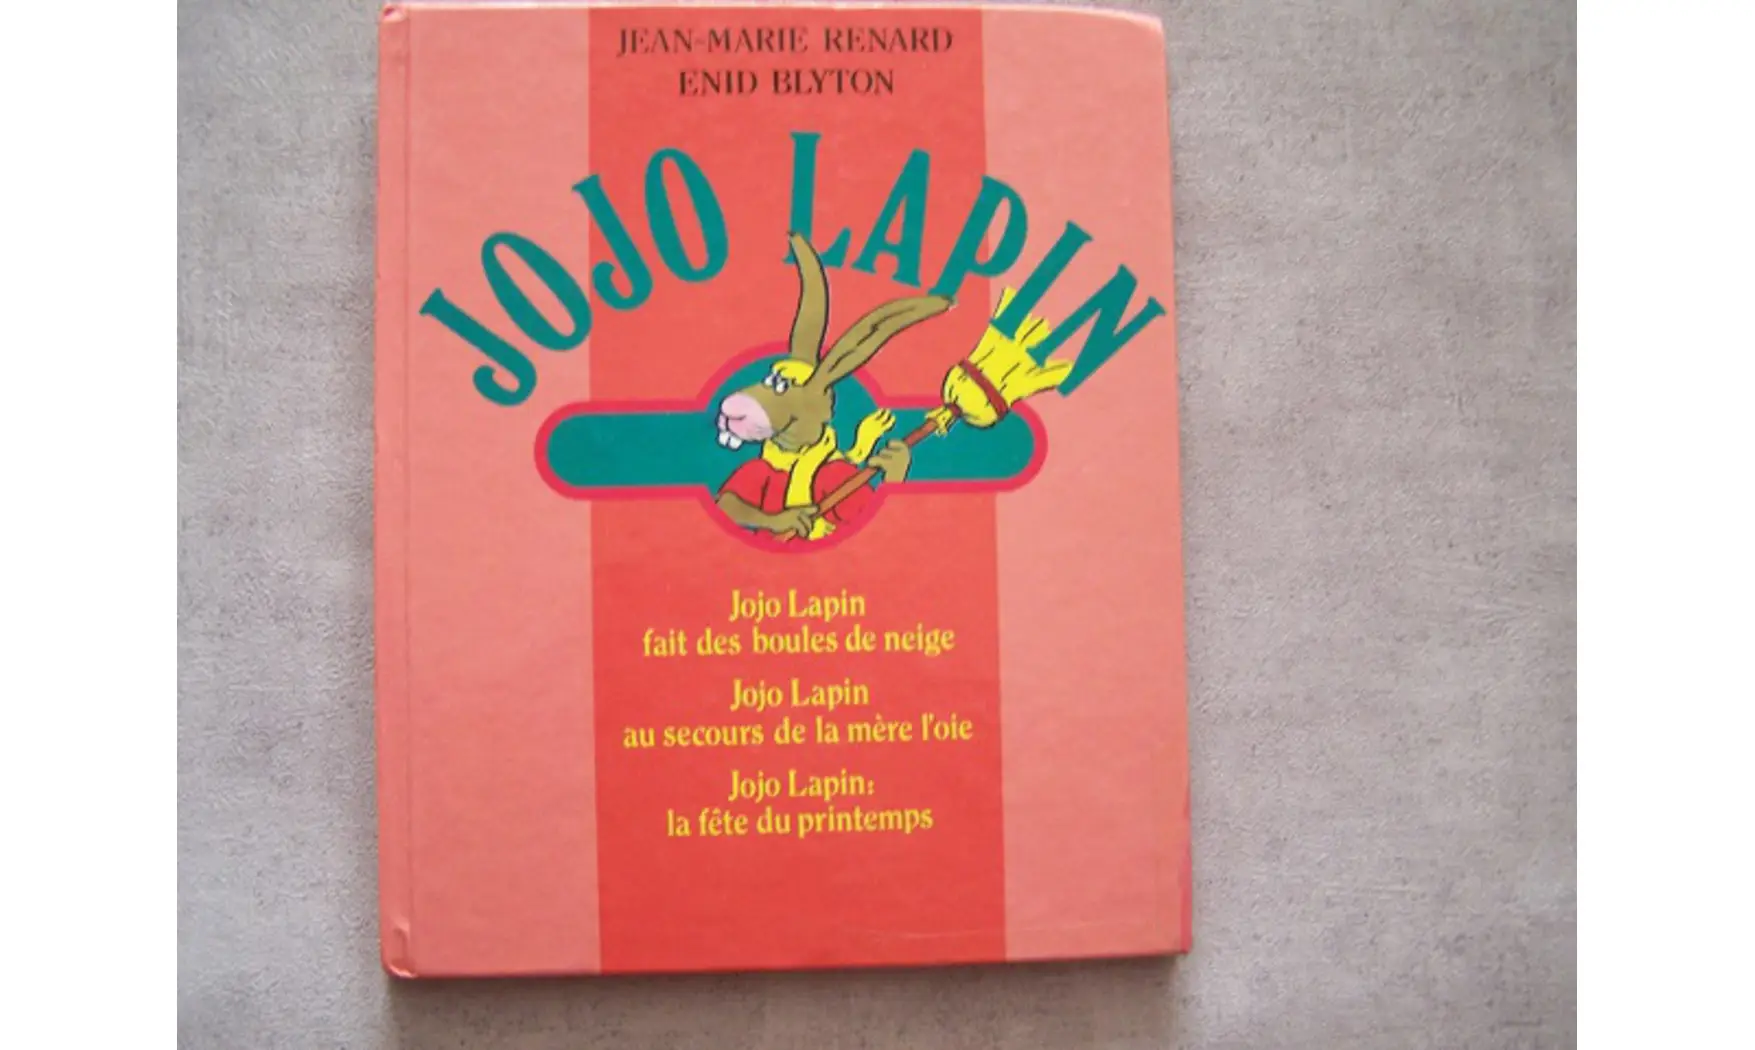 JEAN-MARIE RENARD
ENID BLYTON
JOJO LAPIN
Jojo Lapin
fait des boules de neige
Jojo Lapin
au secours de la mère l'oie
Jojo Lapin:
la fête du printemps